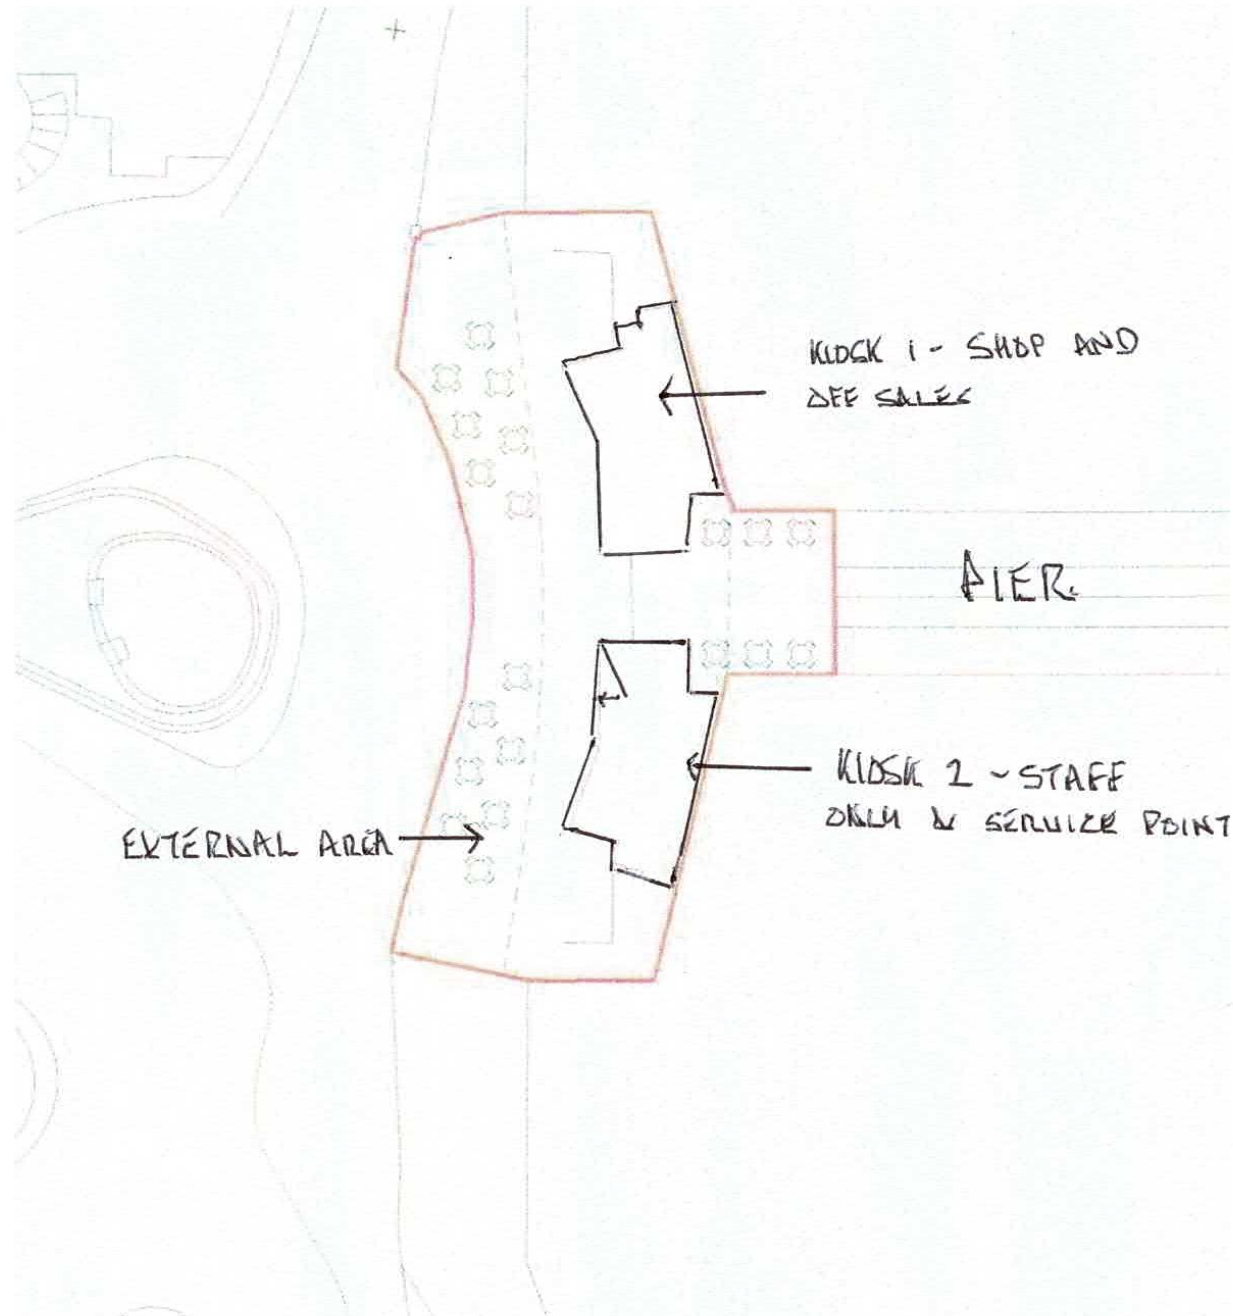 KIOSK 1 - SHOP AND
OFF SALES
PIER.
KIOSK 2 - STAFF
ONLY & SERVICE POINT
EXTERNAL AREA